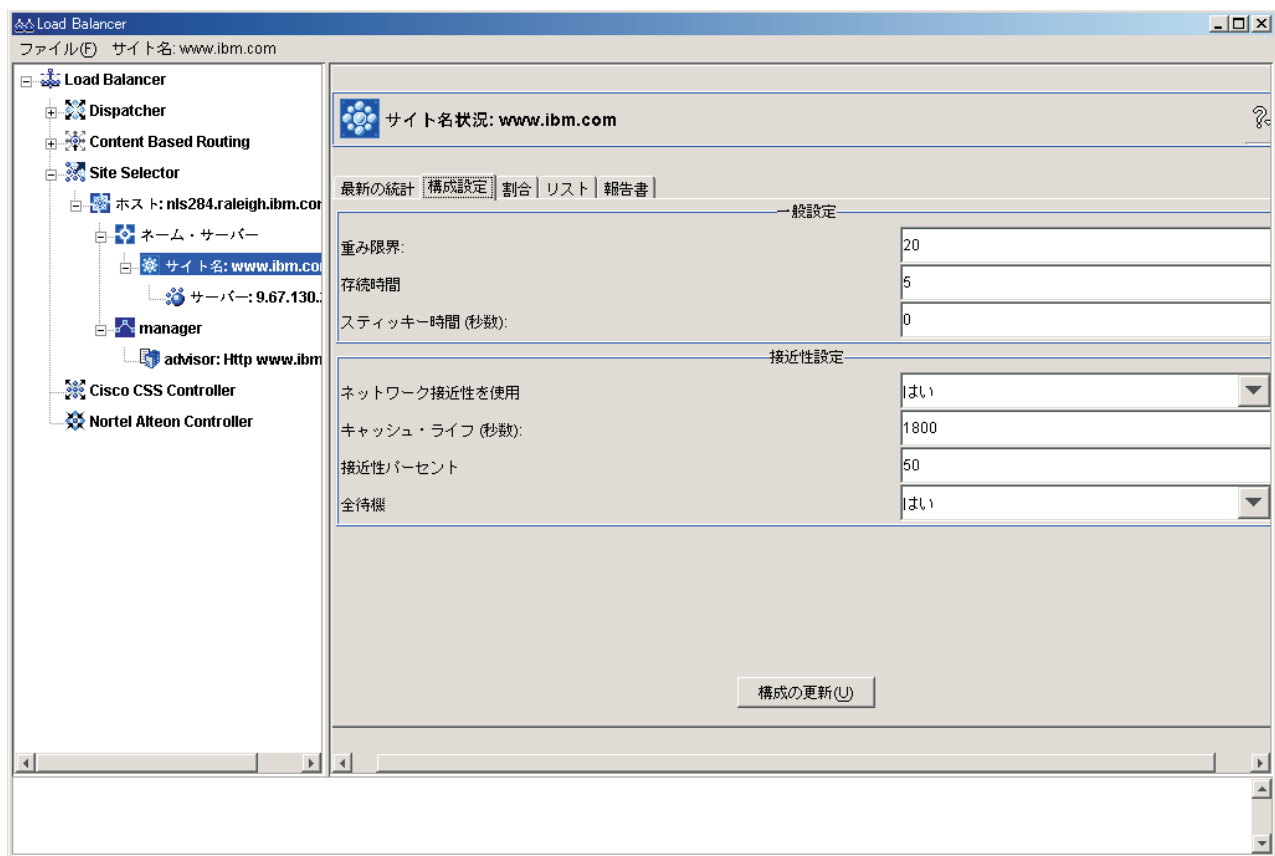 Load Balancer
ファイル(F) サイト名: www.ibm.com
Load Balancer
Dispatcher
Content Based Routing
Site Selector
ホスト: nls284.raleigh.ibm.cor
ネーム・サーバー
サイト名: www.ibm.co
サーバー: 9.67.130.
manager
advisor: Http www.ibm
Cisco CSS Controller
Nortel Alteon Controller
サイト名状況: www.ibm.com
?
最新の統計 構成設定 割合 リスト 報告書
一般設定
重み限界: 20
存続時間 5
スティッキー時間 (秒数): 0
接近性設定
ネットワーク接近性を使用 はい
キャッシュ・ライフ (秒数): 1800
接近性パーセント 50
全待機 はい
構成の更新(U)